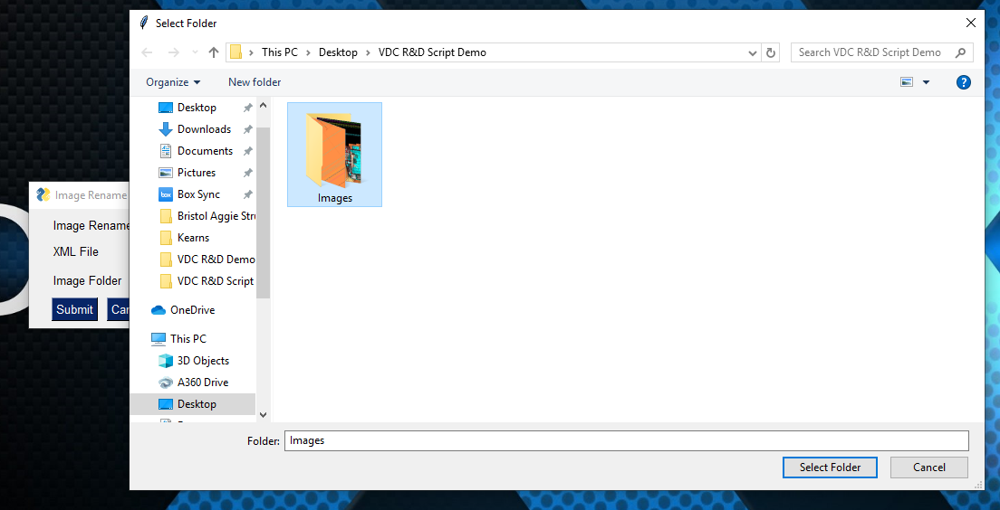 Select Folder
This PC > Desktop > VDC R&D Script Demo
Search VDC R&D Script Demo
Organize
New folder
Desktop
Downloads
Documents
Pictures
box Box Sync
Bristol Aggie Stru
Kearns
VDC R&D Demo
VDC R&D Script
OneDrive
This PC
3D Objects
A360 Drive
Desktop
Images
Folder: Images
Select Folder
Cancel
Image Rename
Image Rename
XML File
Image Folder
Submit
Can